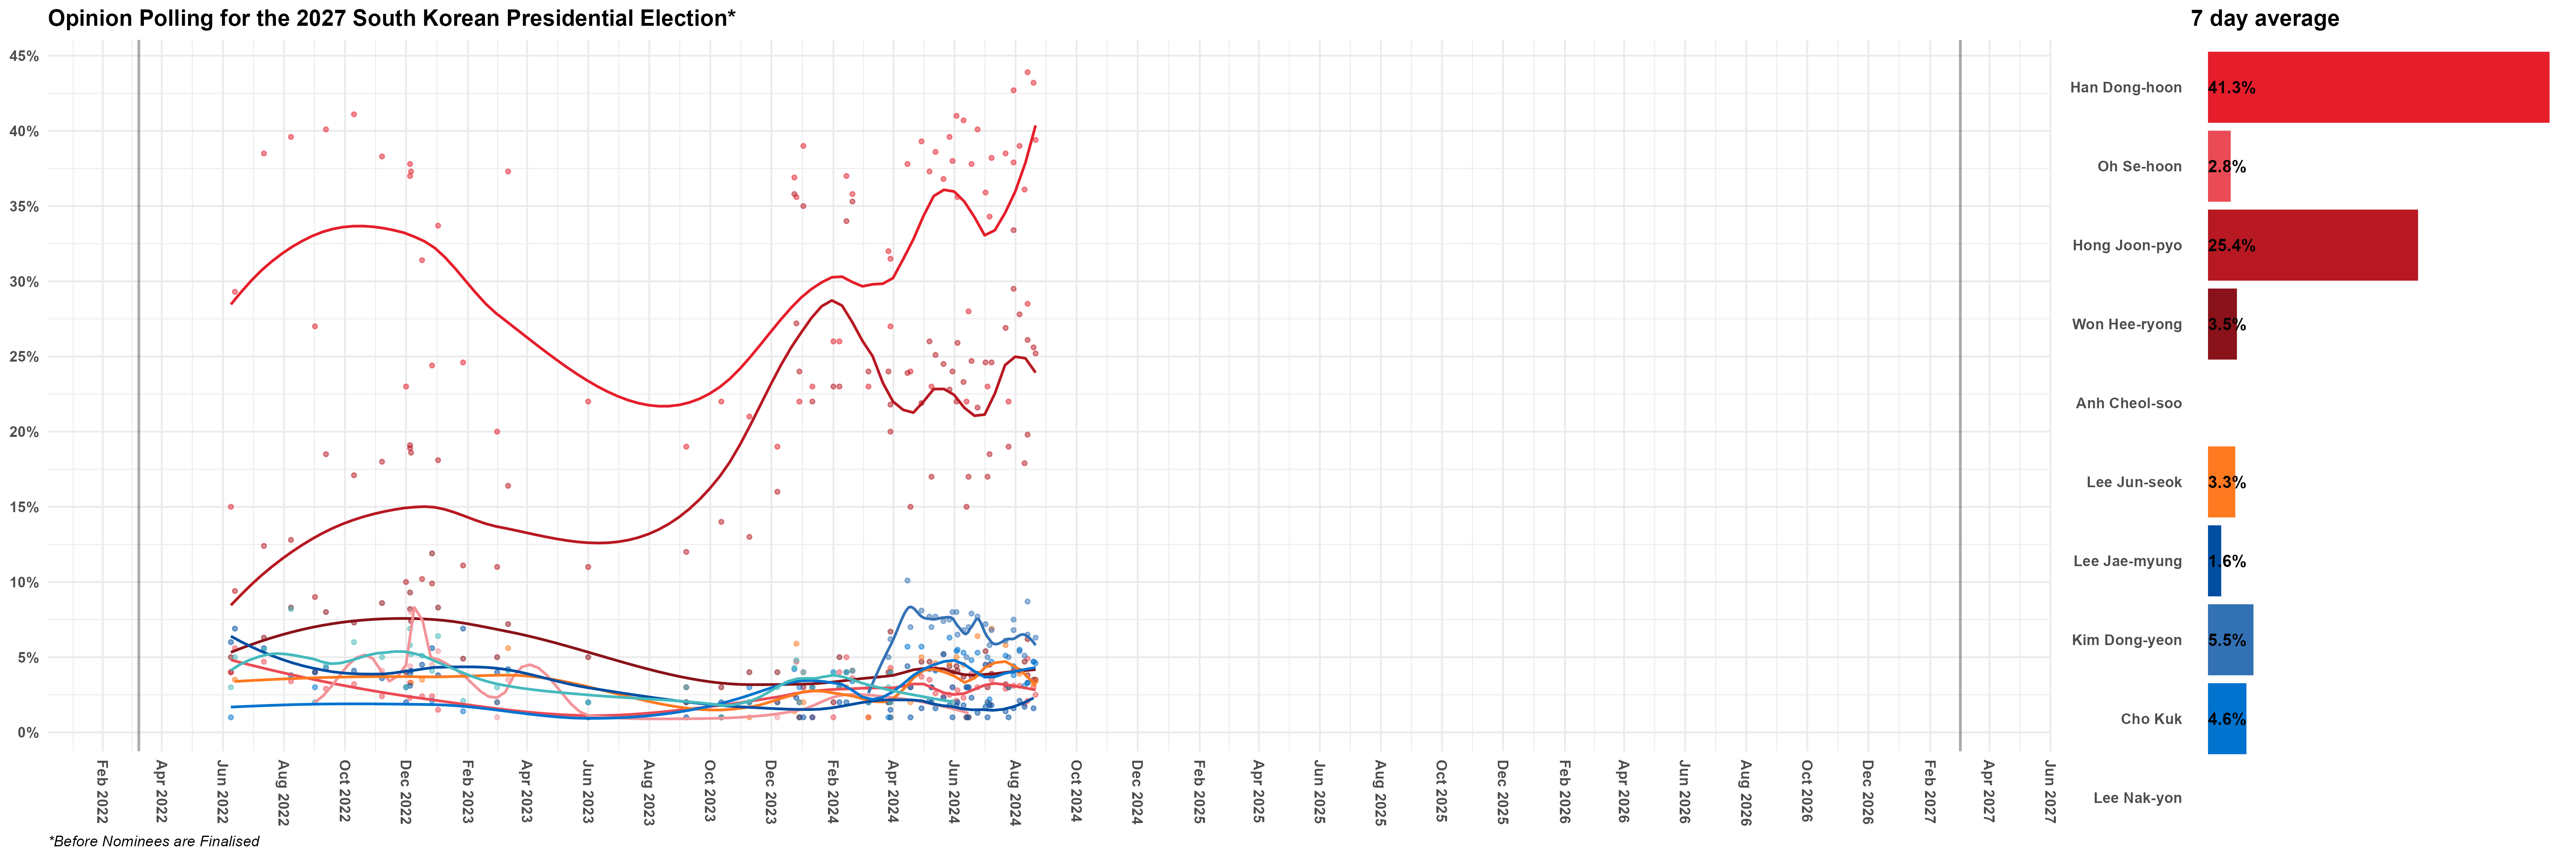 Opinion Polling for the 2027 South Korean Presidential Election*
7 day average
45%
40%
35%
30%
25%
20%
15%
10%
5%
0%
Feb 2022
Apr 2022
Jun 2022
Aug 2022
Oct 2022
Dec 2022
Feb 2023
Apr 2023
Jun 2023
Aug 2023
Oct 2023
Dec 2023
Feb 2024
Apr 2024
Jun 2024
Aug 2024
Oct 2024
Dec 2024
Feb 2025
Apr 2025
Jun 2025
Aug 2025
Oct 2025
Dec 2025
Feb 2026
Apr 2026
Jun 2026
Aug 2026
Oct 2026
Dec 2026
Feb 2027
Apr 2027
Jun 2027
*Before Nominees are Finalised
Han Dong-hoon 41.3%
Oh Se-hoon 2.8%
Hong Joon-pyo 25.4%
Won Hee-ryong 3.5%
Anh Cheol-soo
Lee Jun-seok 3.3%
Lee Jae-myung 1.6%
Kim Dong-yeon 5.5%
Cho Kuk 4.6%
Lee Nak-yon